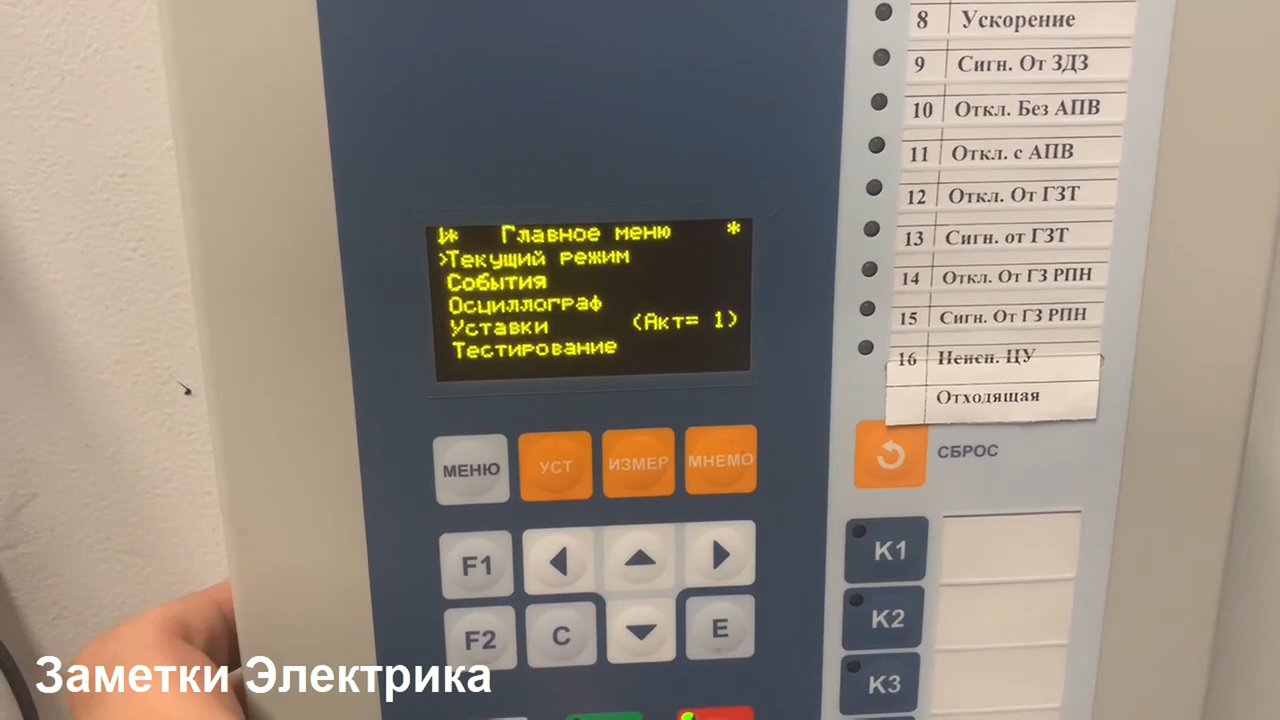 8 Ускорение
9 Сигн. От ЗДЗ
10 Откл. Без АПВ
11 Откл. с АПВ
12 Откл. От ГЗТ
13 Сигн. от ГЗТ
14 Откл. От ГЗ РПН
15 Сигн. От ГЗ РПН
16 Неисп. ЦУ
Отходящая
* Главное меню *
>Текущий режим
События
Осциллограф
Уставки (Акт= 1)
Тестирование
МЕНЮ УСТ ИЗМЕР МНЕМО
СБРОС
F1
F2 C E
K1
K2
K3
Заметки Электрика